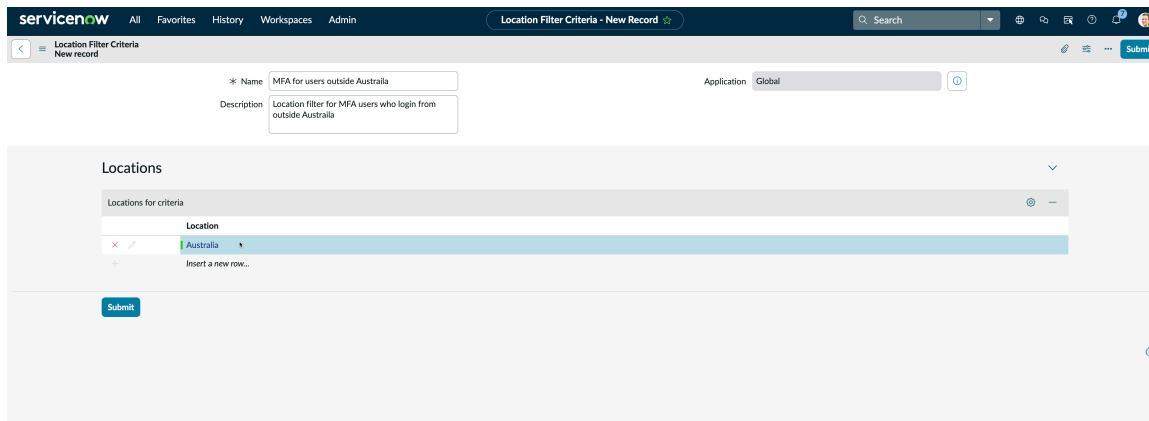 servicenow All Favorites History Workspaces Admin Location Filter Criteria - New Record Search 7
Location Filter Criteria
New record
Submi
Name MFA for users outside Austraila Application Global
Description Location filter for MFA users who login from
outside Austraila
Locations
Locations for criteria
Location
Australia
Insert a new row...
Submit